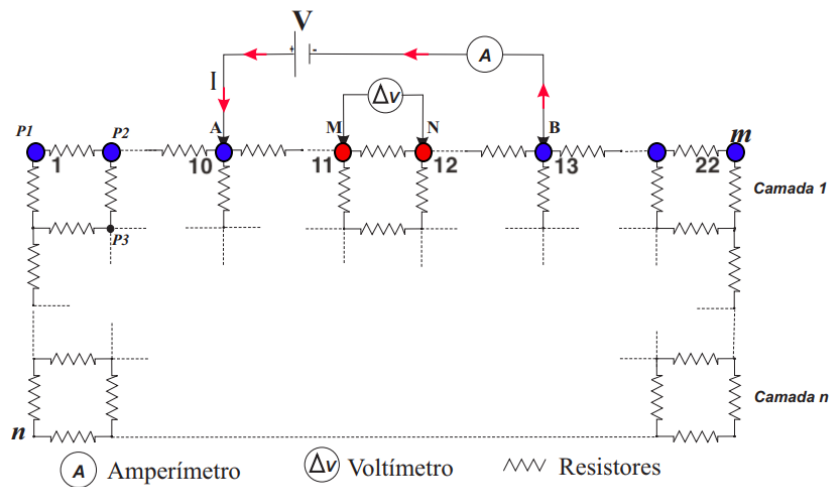 V
+ -
A
I
Δv
P1 P2 A M N B m
1 10 11 12 13 22
Camada 1
P3
Camada n
n
A Amperímetro Δv Voltímetro Resistores